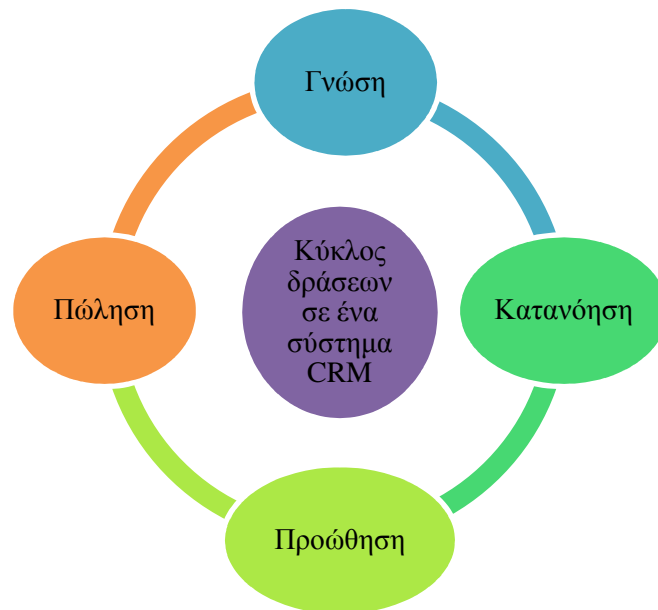 Γνώση
Κύκλος
δράσεων
σε ένα
σύστημα
CRM
Πώληση
Κατανόηση
Προώθηση